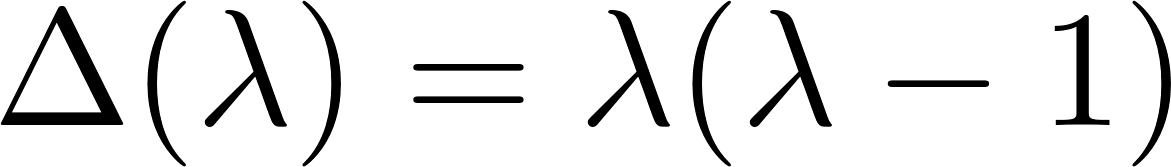 Δ(λ) = λ(λ − 1)